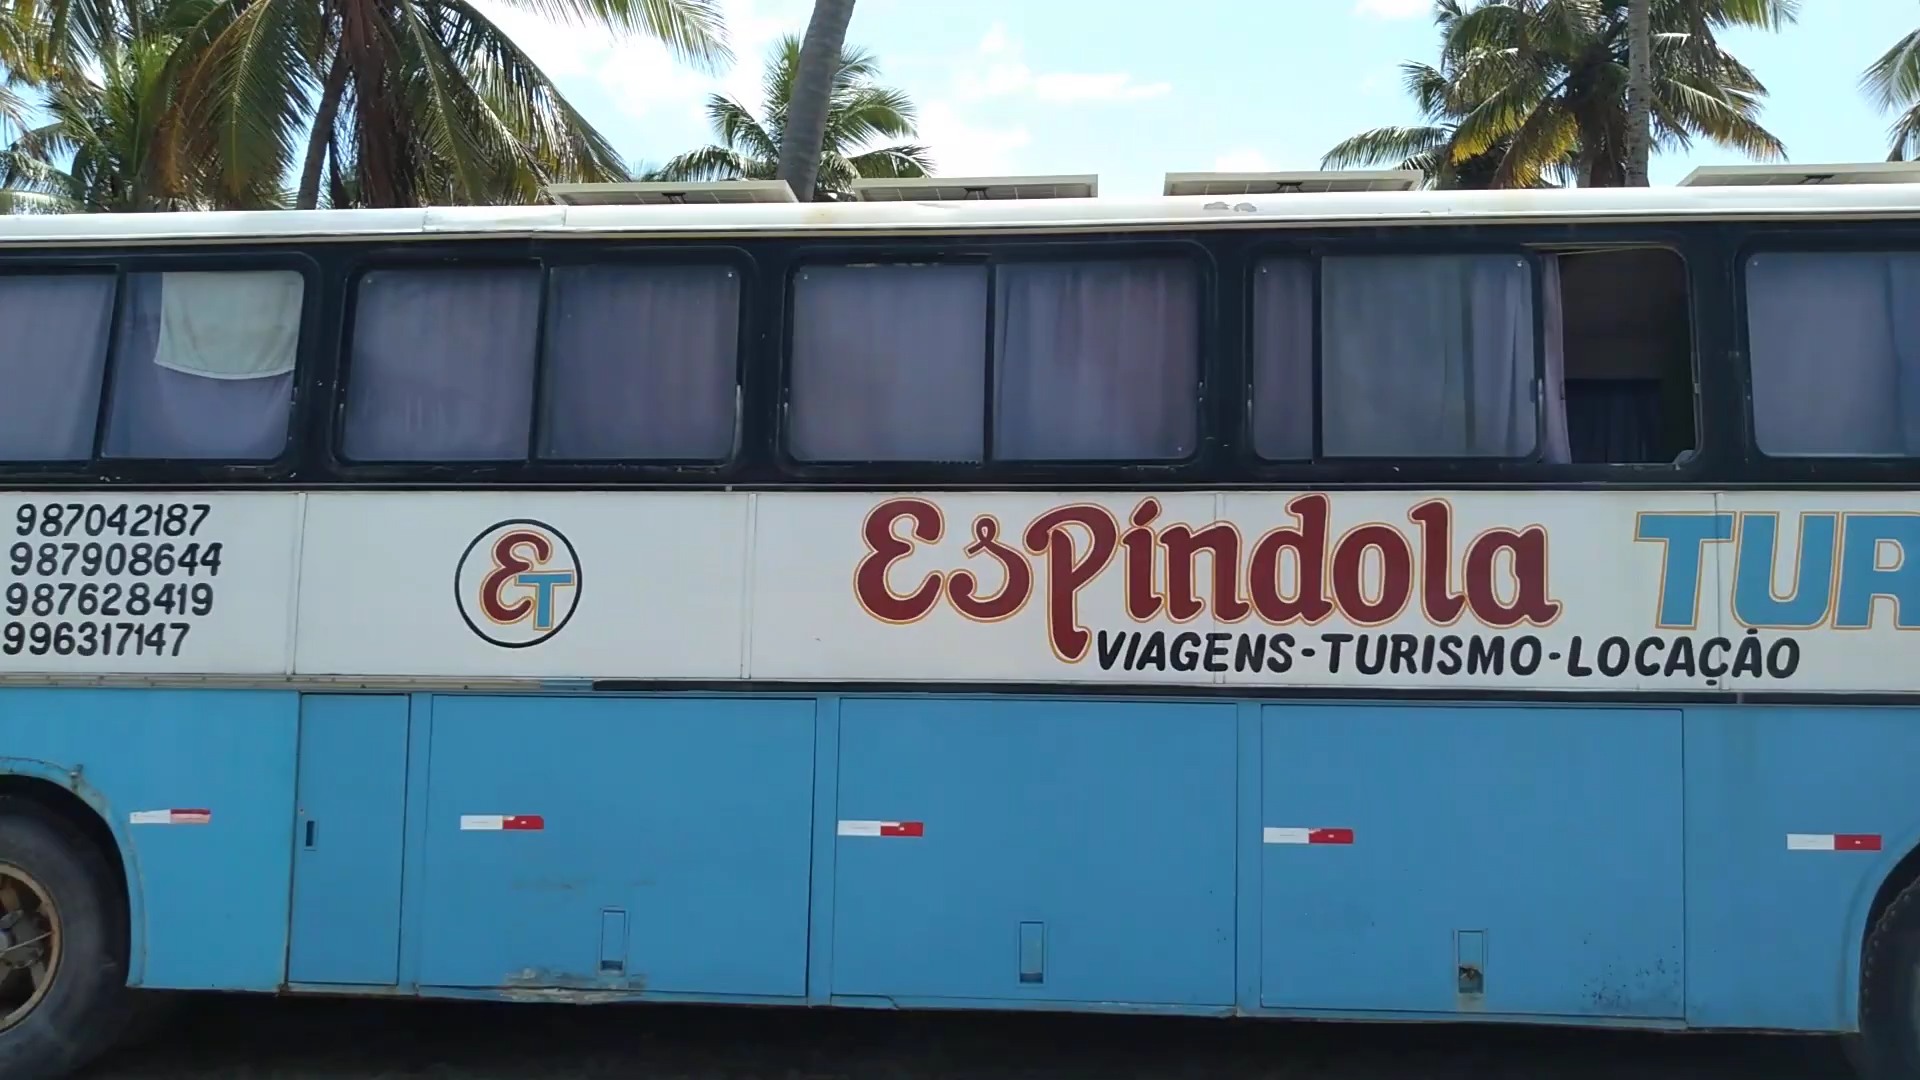 987042187
987908644
987628419
996317147
ET
Espíndola TUR
VIAGENS-TURISMO-LOCAÇÃO